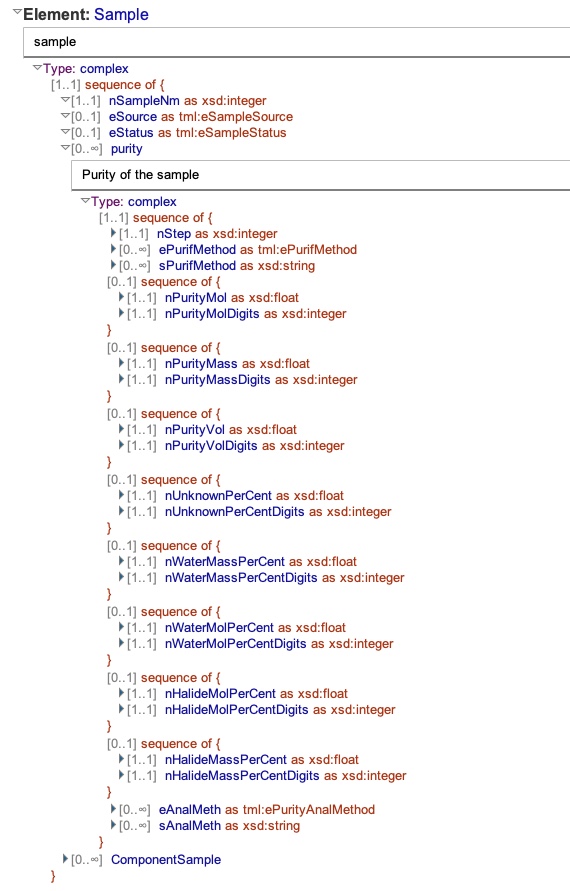 Element: Sample
sample
Type: complex
[1..1] sequence of {
[1..1] nSampleNm as xsd:integer
[0..1] eSource as tml:eSampleSource
[0..1] eStatus as tml:eSampleStatus
[0..∞] purity
Purity of the sample
Type: complex
[1..1] sequence of {
[1..1] nStep as xsd:integer
[0..∞] ePurifMethod as tml:ePurifMethod
[0..∞] sPurifMethod as xsd:string
[0..1] sequence of {
[1..1] nPurityMol as xsd:float
[1..1] nPurityMolDigits as xsd:integer
}
[0..1] sequence of {
[1..1] nPurityMass as xsd:float
[1..1] nPurityMassDigits as xsd:integer
}
[0..1] sequence of {
[1..1] nPurityVol as xsd:float
[1..1] nPurityVolDigits as xsd:integer
}
[0..1] sequence of {
[1..1] nUnknownPerCent as xsd:float
[1..1] nUnknownPerCentDigits as xsd:integer
}
[0..1] sequence of {
[1..1] nWaterMassPerCent as xsd:float
[1..1] nWaterMassPerCentDigits as xsd:integer
}
[0..1] sequence of {
[1..1] nWaterMolPerCent as xsd:float
[1..1] nWaterMolPerCentDigits as xsd:integer
}
[0..1] sequence of {
[1..1] nHalideMolPerCent as xsd:float
[1..1] nHalideMolPerCentDigits as xsd:integer
}
[0..1] sequence of {
[1..1] nHalideMassPerCent as xsd:float
[1..1] nHalideMassPerCentDigits as xsd:integer
}
[0..∞] eAnalMeth as tml:ePurityAnalMethod
[0..∞] sAnalMeth as xsd:string
}
[0..∞] ComponentSample
}